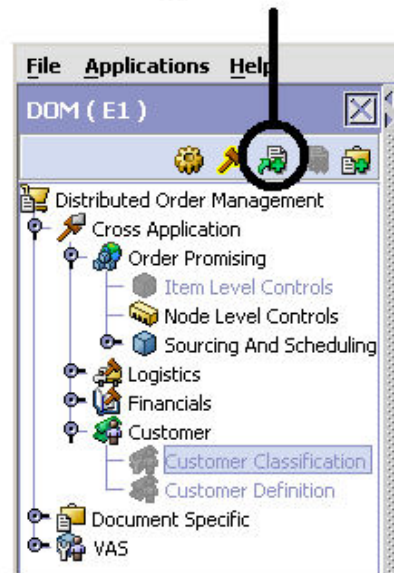 File Applications Help
DOM ( E1 )
Distributed Order Management
Cross Application
Order Promising
Item Level Controls
Node Level Controls
Sourcing And Scheduling
Logistics
Financials
Customer
Customer Classification
Customer Definition
Document Specific
VAS